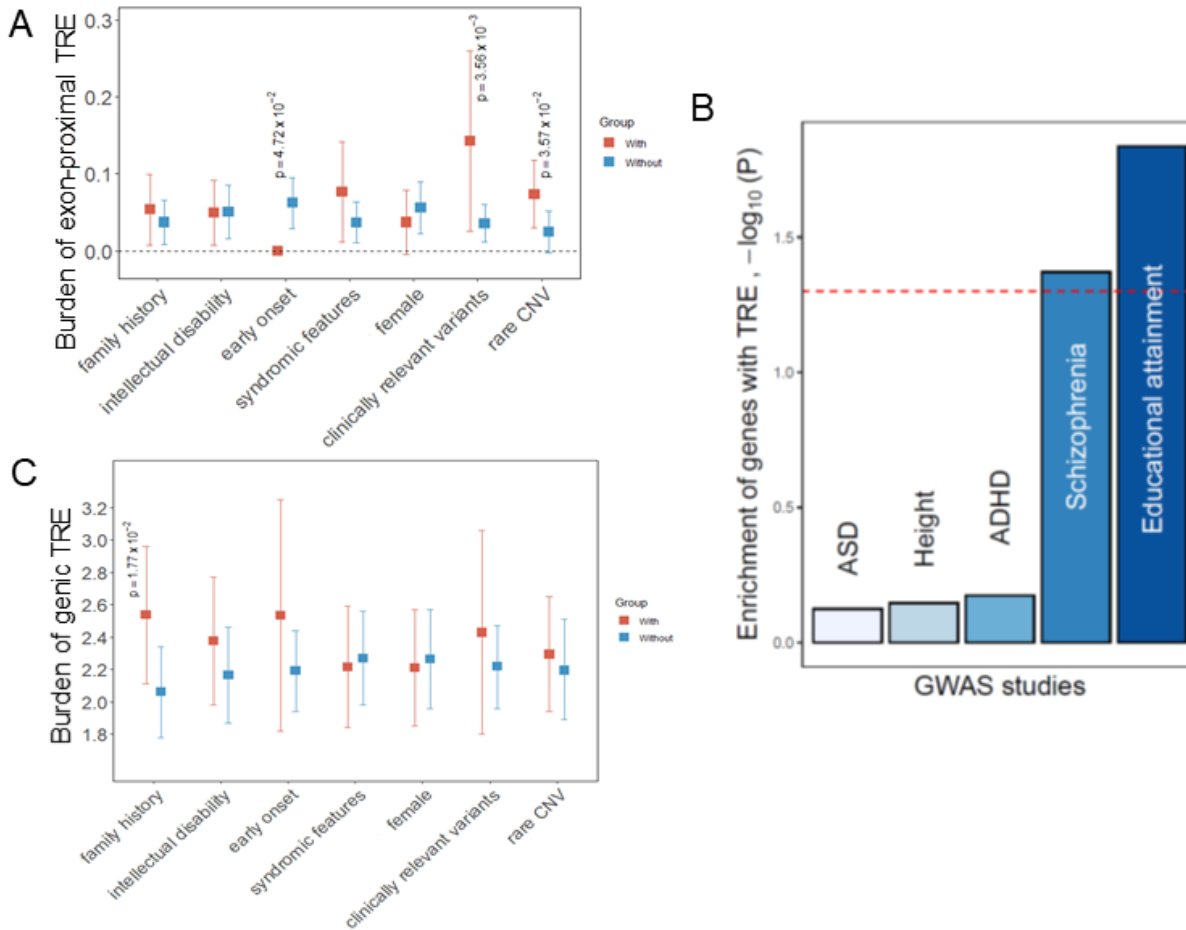 A
Burden of exon-proximal TRE
0.3
0.2
0.1
0.0
p = 4.72 x 10⁻²
p = 3.56 x 10⁻³
p = 3.57 x 10⁻²
Group
With
Without
family history
intellectual disability
early onset
syndromic features
female
clinically relevant variants
rare CNV
B
Enrichment of genes with TRE , −log₁₀ (P)
1.5
1.0
0.5
0.0
ASD
Height
ADHD
Schizophrenia
Educational attainment
GWAS studies
C
Burden of genic TRE
3.2
3.0
2.8
2.6
2.4
2.2
2.0
1.8
p = 1.77 x 10⁻²
Group
With
Without
family history
intellectual disability
early onset
syndromic features
female
clinically relevant variants
rare CNV